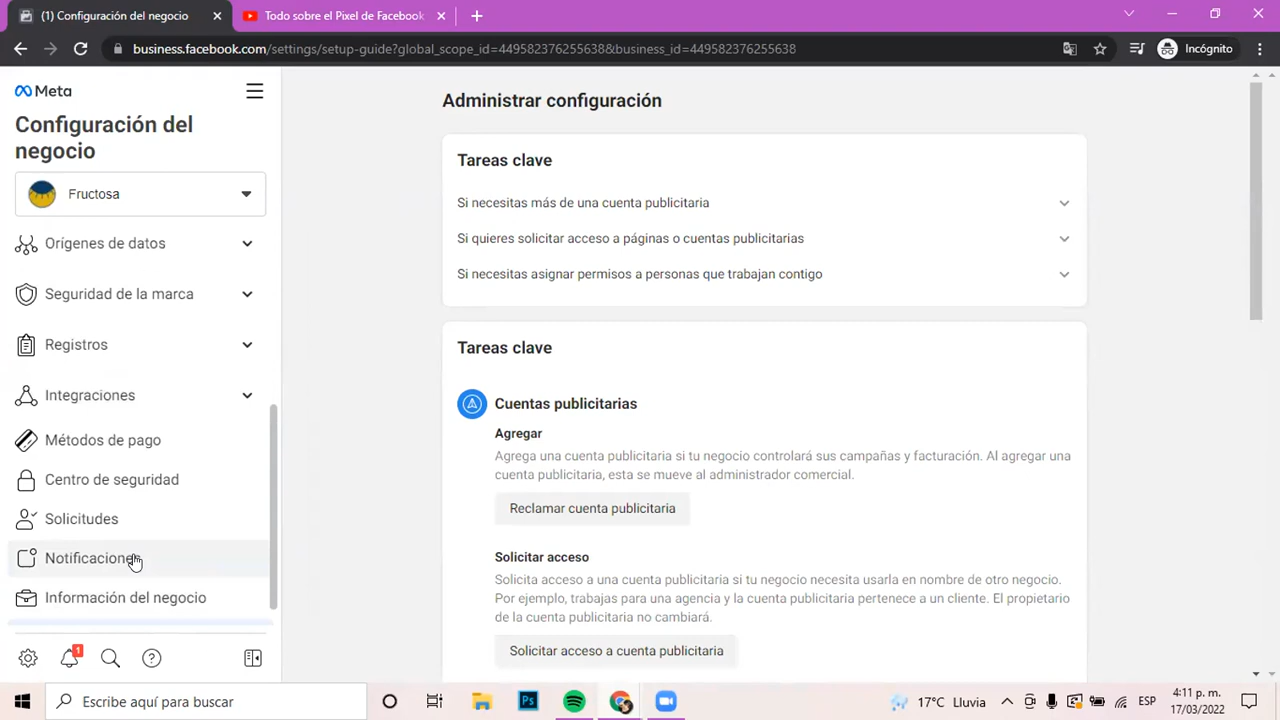 (1) Configuración del negocio
Todo sobre el Pixel de Facebook
business.facebook.com/settings/setup-guide?global_scope_id=449582376255638&business_id=449582376255638
Incógnito
Meta
Configuración del
negocio
Fructosa
Orígenes de datos
Seguridad de la marca
Registros
Integraciones
Métodos de pago
Centro de seguridad
Solicitudes
Notificaciones
Información del negocio
1
Administrar configuración
Tareas clave
Si necesitas más de una cuenta publicitaria
Si quieres solicitar acceso a páginas o cuentas publicitarias
Si necesitas asignar permisos a personas que trabajan contigo
Tareas clave
Cuentas publicitarias
Agregar
Agrega una cuenta publicitaria si tu negocio controlará sus campañas y facturación. Al agregar una
cuenta publicitaria, esta se mueve al administrador comercial.
Reclamar cuenta publicitaria
Solicitar acceso
Solicita acceso a una cuenta publicitaria si tu negocio necesita usarla en nombre de otro negocio.
Por ejemplo, trabajas para una agencia y la cuenta publicitaria pertenece a un cliente. El propietario
de la cuenta publicitaria no cambiará.
Solicitar acceso a cuenta publicitaria
Escribe aquí para buscar
Ps
17°C Lluvia
ESP
4:11 p. m.
17/03/2022